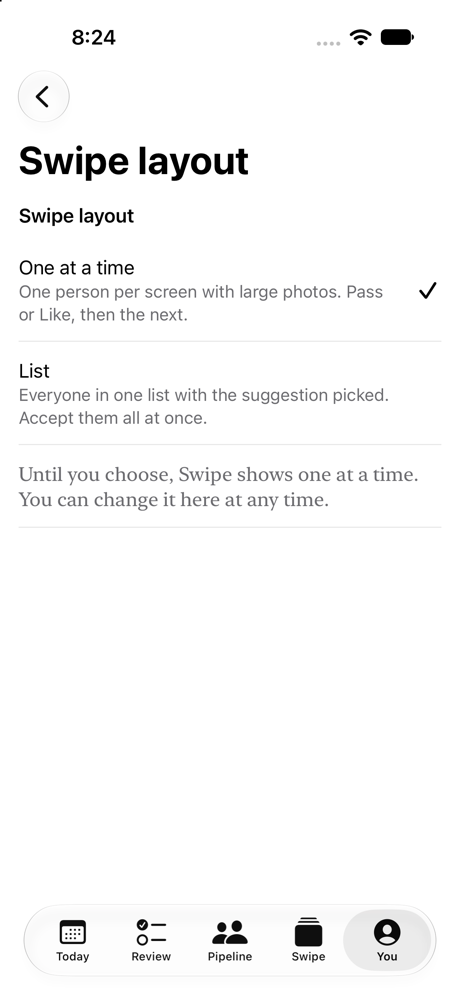 8:24
Swipe layout
Swipe layout
One at a time
One person per screen with large photos. Pass
or Like, then the next.
List
Everyone in one list with the suggestion picked.
Accept them all at once.
Until you choose, Swipe shows one at a time.
You can change it here at any time.
Today Review Pipeline Swipe You